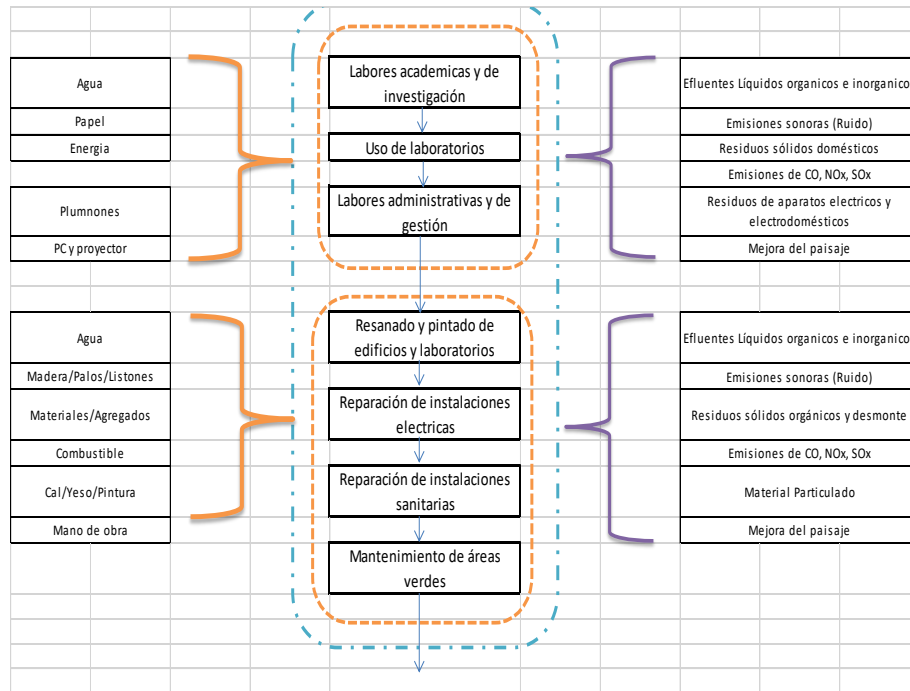 Agua
Papel
Energia
Plumnones
PC y proyector
Labores academicas y de
investigación
Uso de laboratorios
Labores administrativas y de
gestión
Efluentes Líquidos organicos e inorganico
Emisiones sonoras (Ruido)
Residuos sólidos domésticos
Emisiones de CO, NOx, SOx
Residuos de aparatos electricos y
electrodomésticos
Mejora del paisaje
Agua
Madera/Palos/Listones
Materiales/Agregados
Combustible
Cal/Yeso/Pintura
Mano de obra
Resanado y pintado de
edificios y laboratorios
Reparación de instalaciones
electricas
Reparación de instalaciones
sanitarias
Mantenimiento de áreas
verdes
Efluentes Líquidos organicos e inorganico
Emisiones sonoras (Ruido)
Residuos sólidos orgánicos y desmonte
Emisiones de CO, NOx, SOx
Material Particulado
Mejora del paisaje